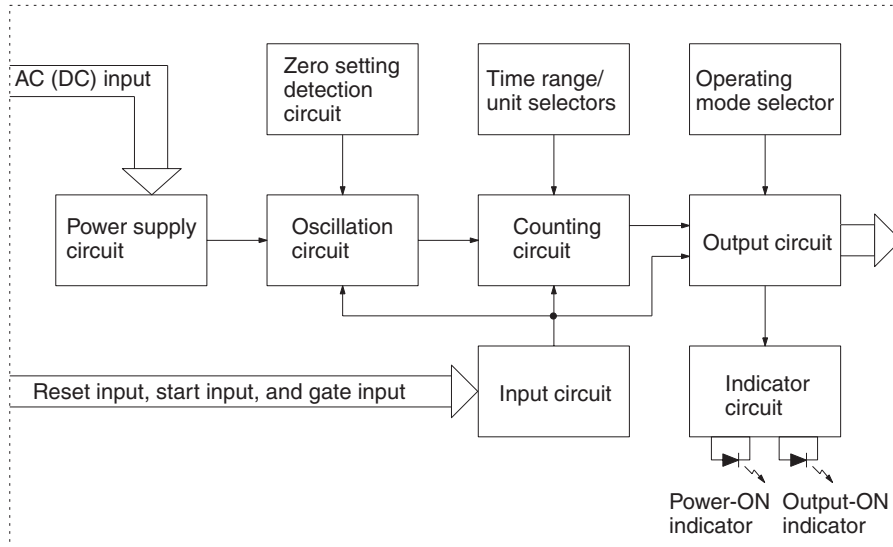 AC (DC) input
Zero setting
detection
circuit
Time range/
unit selectors
Operating
mode selector
Power supply
circuit
Oscillation
circuit
Counting
circuit
Output circuit
Reset input, start input, and gate input
Input circuit
Indicator
circuit
Power-ON
indicator
Output-ON
indicator